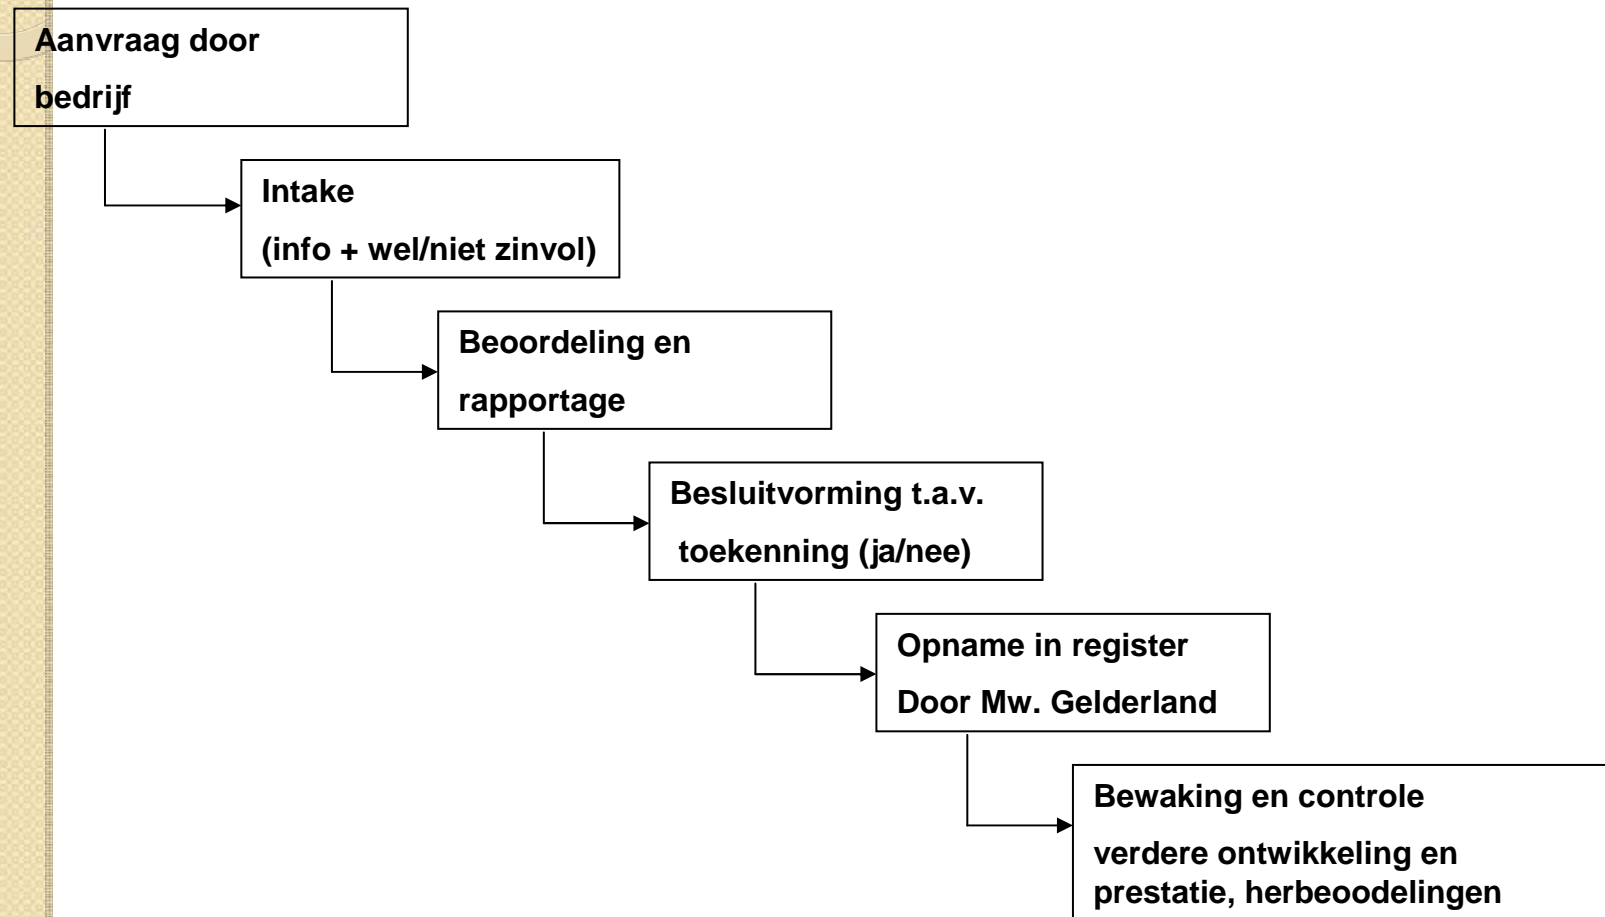 Aanvraag door
bedrijf
Intake
(info + wel/niet zinvol)
Beoordeling en
rapportage
Besluitvorming t.a.v.
toekenning (ja/nee)
Opname in register
Door Mw. Gelderland
Bewaking en controle
verdere ontwikkeling en
prestatie, herbeoodelingen